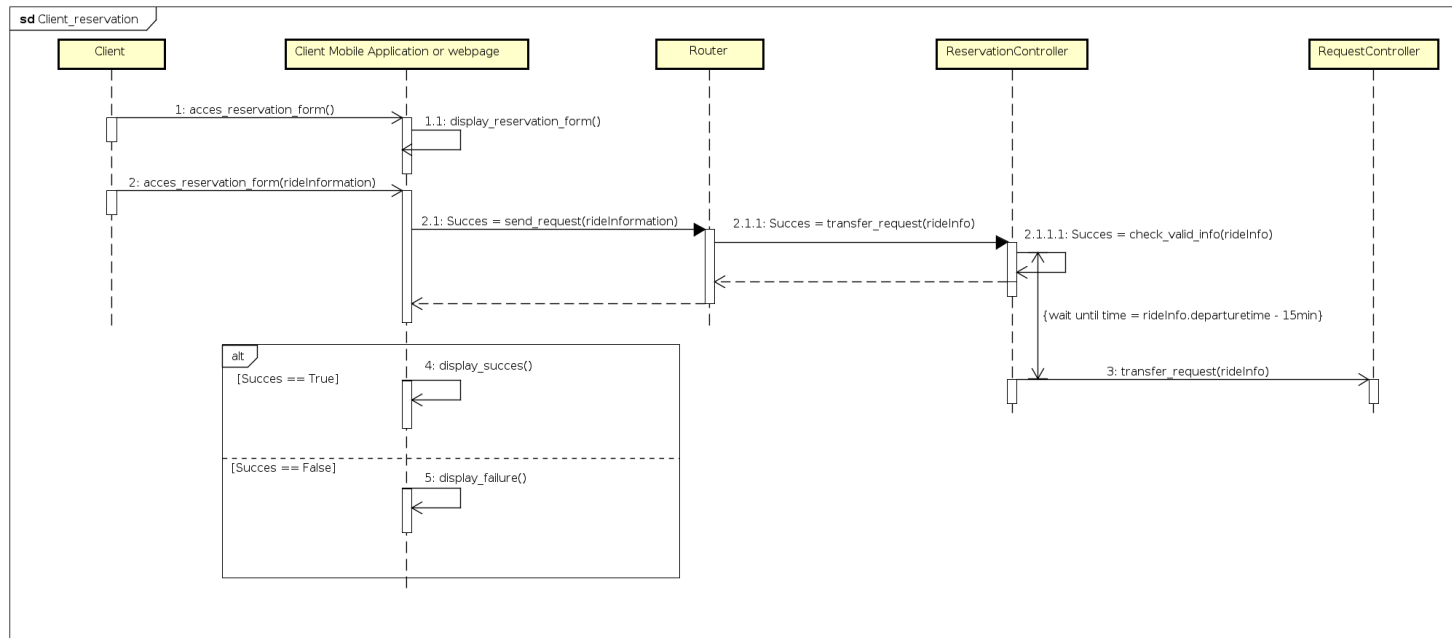 sd Client_reservation
Client
Client Mobile Application or webpage
Router
ReservationController
RequestController
1: acces_reservation_form()
1.1: display_reservation_form()
2: acces_reservation_form(rideInformation)
2.1: Succes = send_request(rideInformation)
2.1.1: Succes = transfer_request(rideInfo)
2.1.1.1: Succes = check_valid_info(rideInfo)
{wait until time = rideInfo.departuretime - 15min}
alt
4: display_succes()
[Succes == True]
3: transfer_request(rideInfo)
[Succes == False]
5: display_failure()